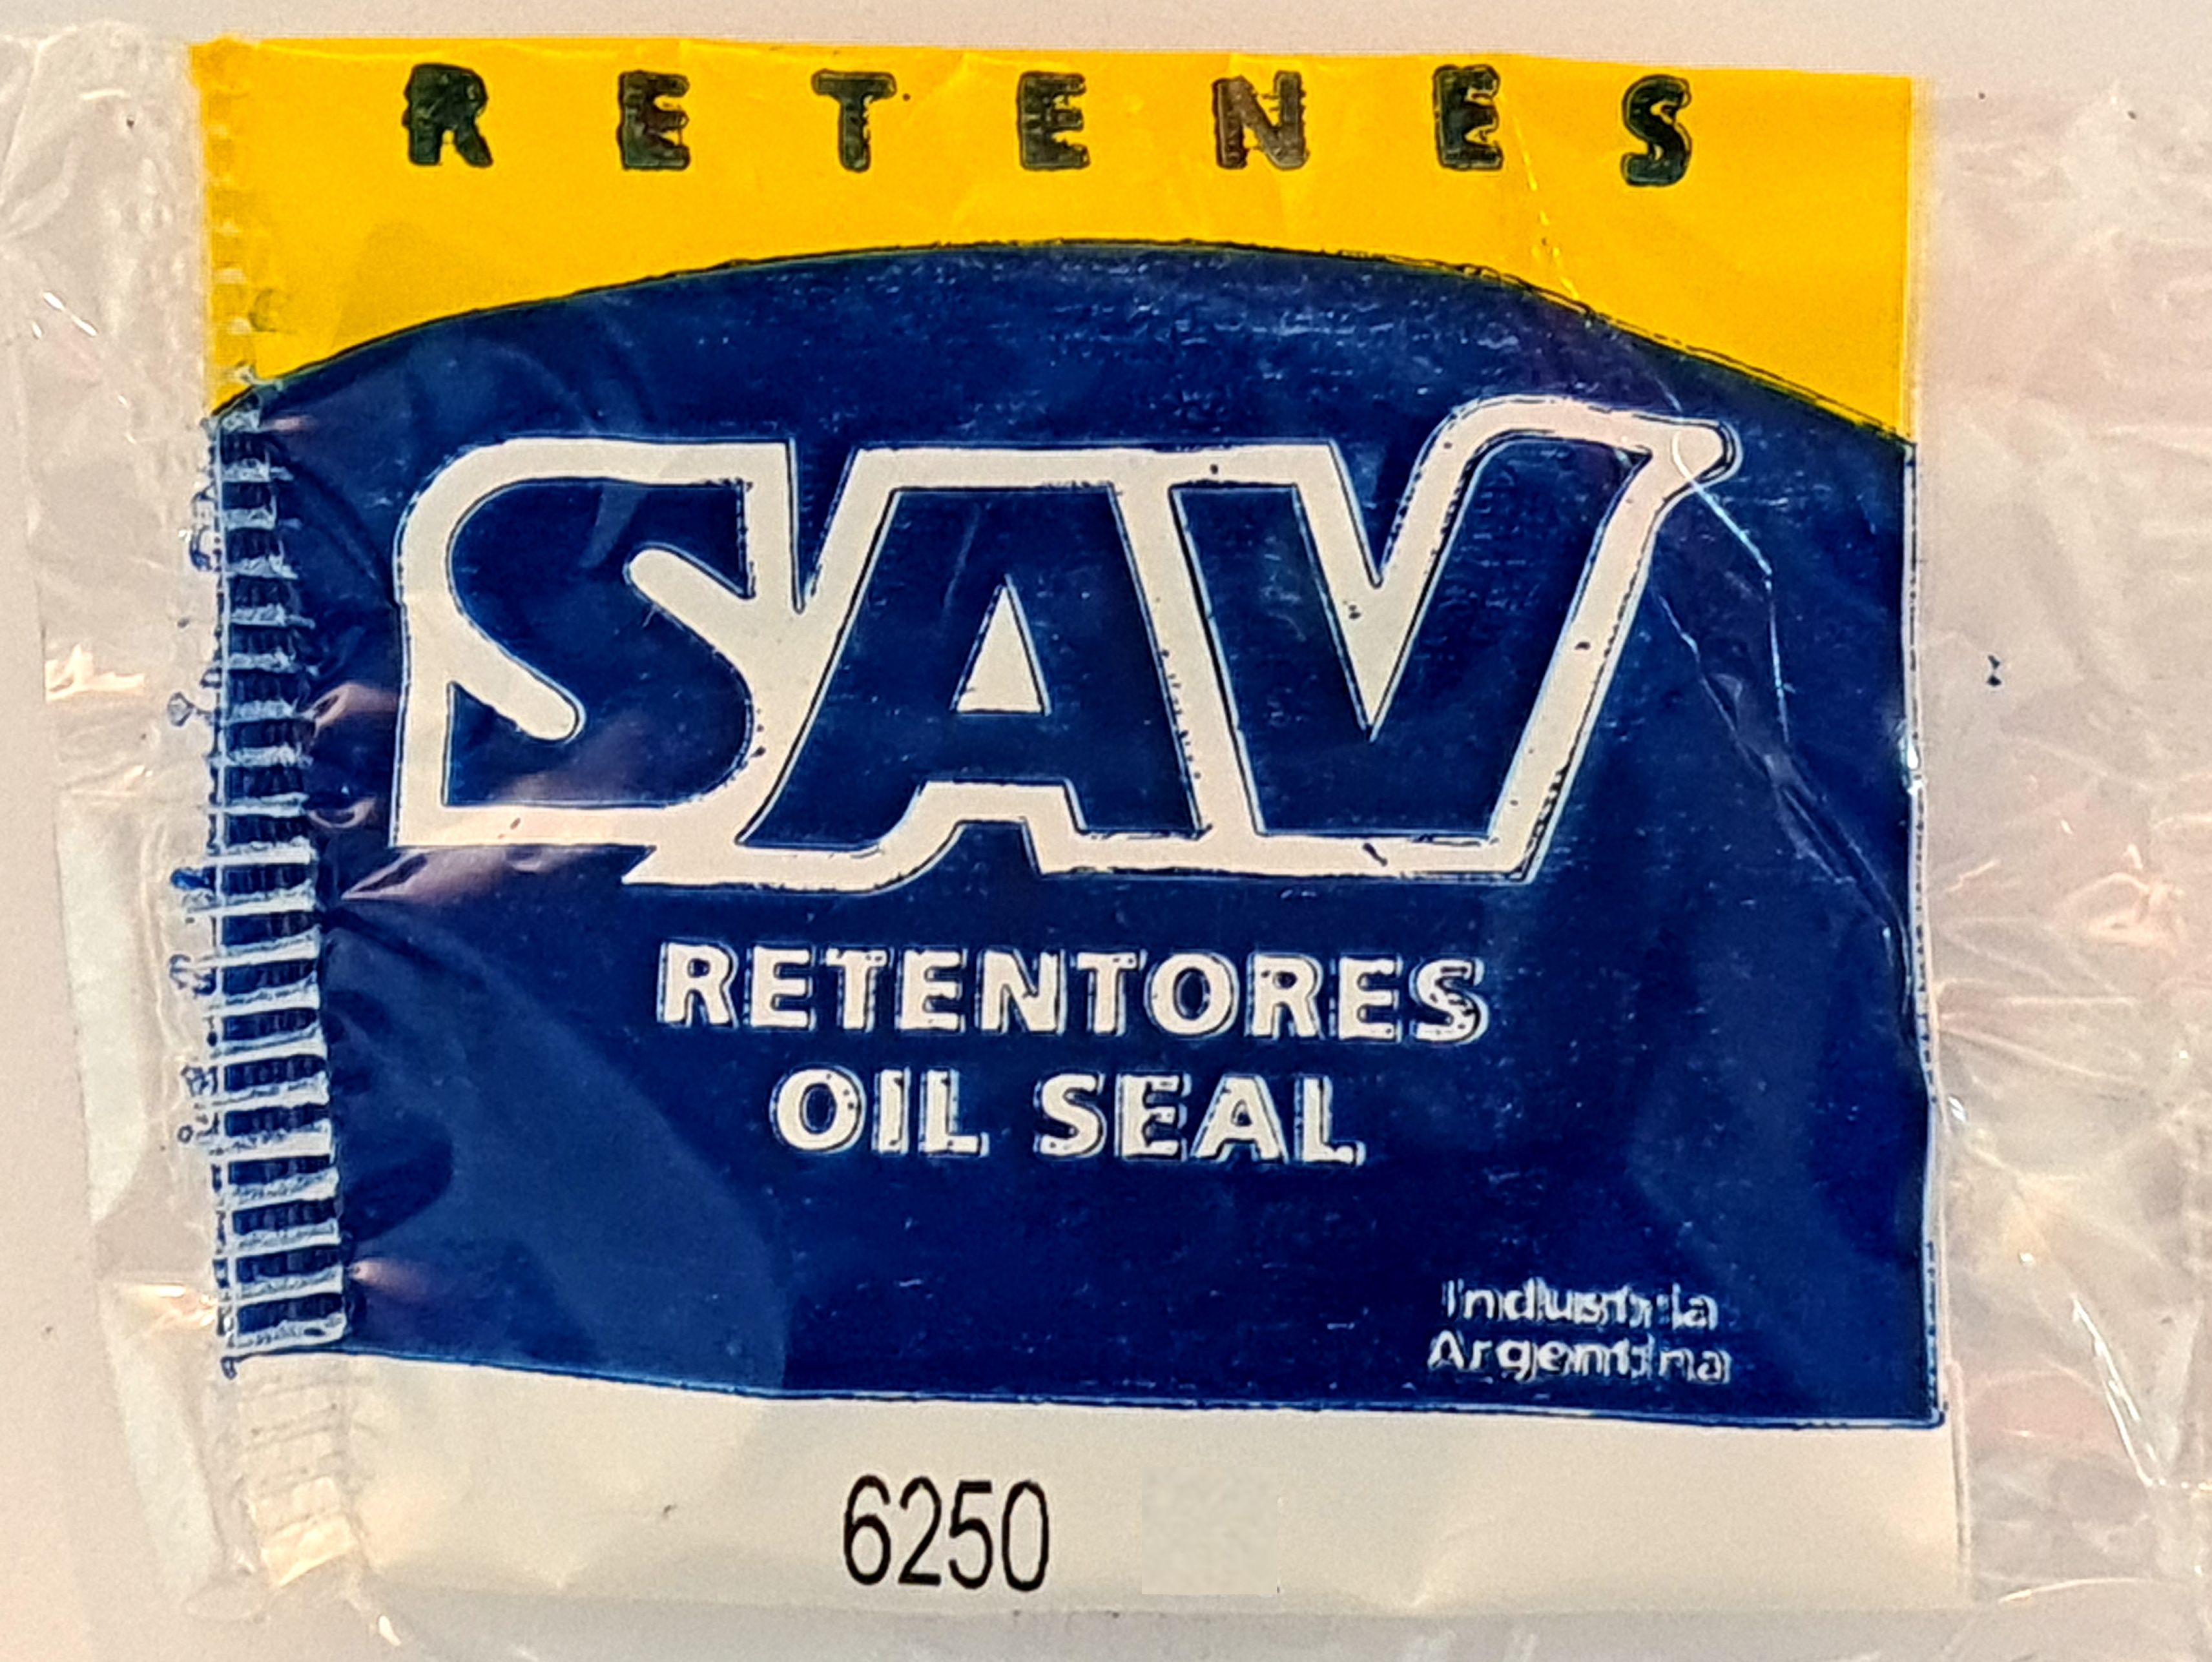 RETENES
SAV
RETENTORES
OIL SEAL
Industria
Argentina
6250